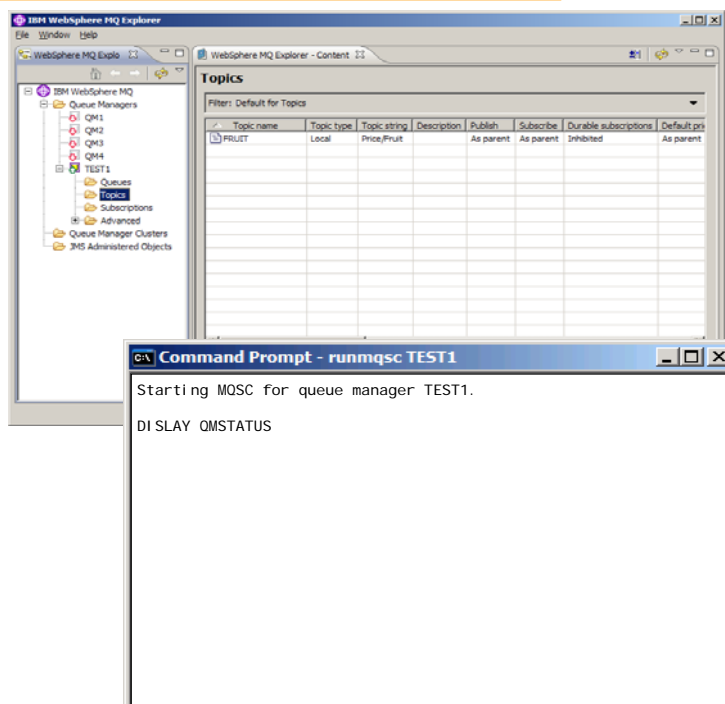 IBM WebSphere MQ Explorer
File Window Help
WebSphere MQ Explo
WebSphere MQ Explorer - Content
Topics
Filter: Default for Topics
Topic name Topic type Topic string Description Publish Subscribe Durable subscriptions Default pri
FRUIT Local Price/Fruit As parent As parent Inhibited As parent
IBM WebSphere MQ
Queue Managers
QM1
QM2
QM3
QM4
TEST1
Queues
Topics
Subscriptions
Advanced
Queue Manager Clusters
JMS Administered Objects
C:\ Command Prompt - runmqsc TEST1
Starting MQSC for queue manager TEST1.
DISLAY QMSTATUS